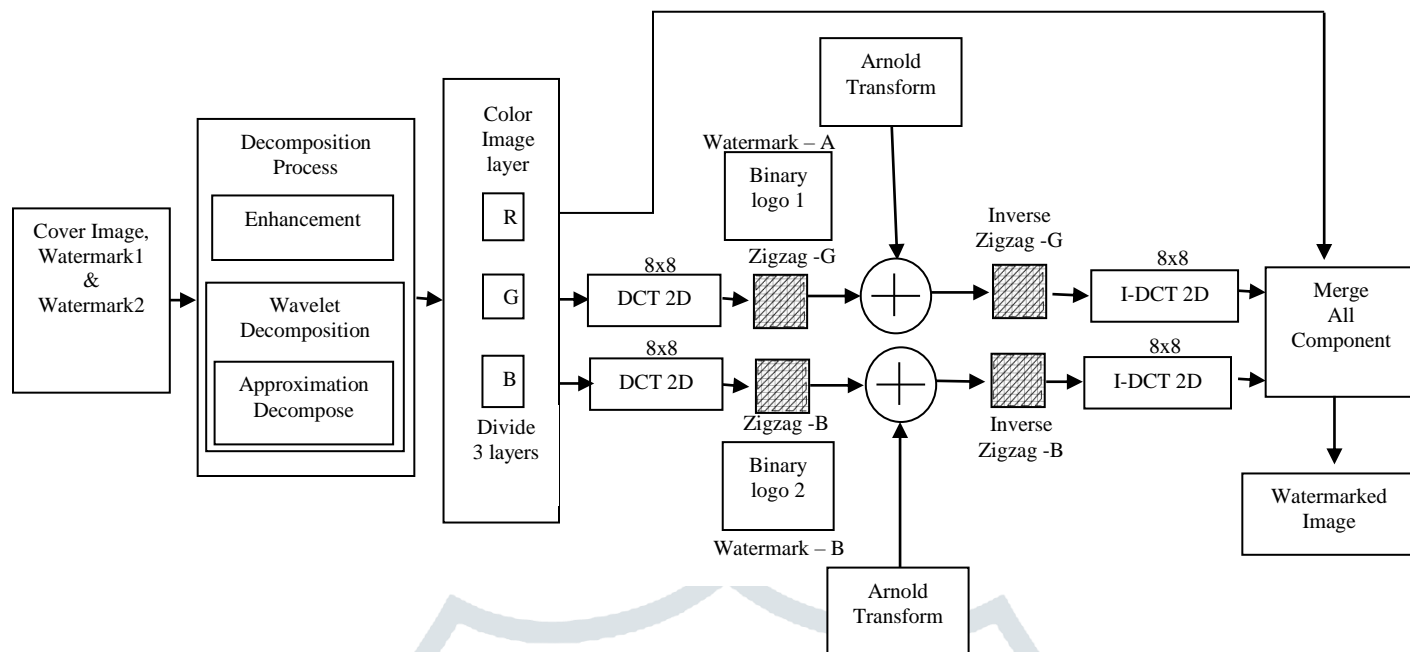 Cover Image,
Watermark1
&
Watermark2
Decomposition
Process
Enhancement
Wavelet
Decomposition
Approximation
Decompose
Color
Image
layer
R
G
B
Divide
3 layers
8x8
DCT 2D
8x8
DCT 2D
Watermark – A
Binary
logo 1
Zigzag -G
Zigzag -B
Binary
logo 2
Watermark – B
Arnold
Transform
Arnold
Transform
Inverse
Zigzag -G
Inverse
Zigzag -B
8x8
I-DCT 2D
8x8
I-DCT 2D
Merge
All
Component
Watermarked
Image